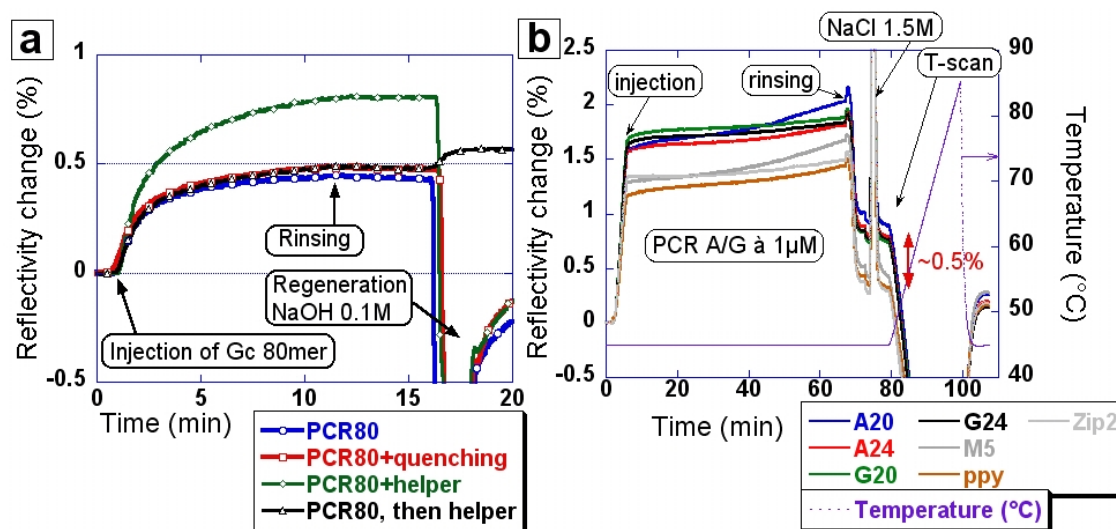 a
Reflectivity change (%)
1
0.5
0
-0.5
0
5
10
15
20
Time (min)
Injection of Gc 80mer
Rinsing
Regeneration
NaOH 0.1M
PCR80
PCR80+quenching
PCR80+helper
PCR80, then helper
b
Reflectivity change (%)
2.5
2
1.5
1
0.5
0
-0.5
0
20
40
60
80
100
Time (min)
90
80
70
60
50
40
Temperature (°C)
injection
rinsing
NaCl 1.5M
T-scan
PCR A/G à 1µM
~0.5%
A20
A24
G20
G24
M5
ppy
Zip2
Temperature (°C)